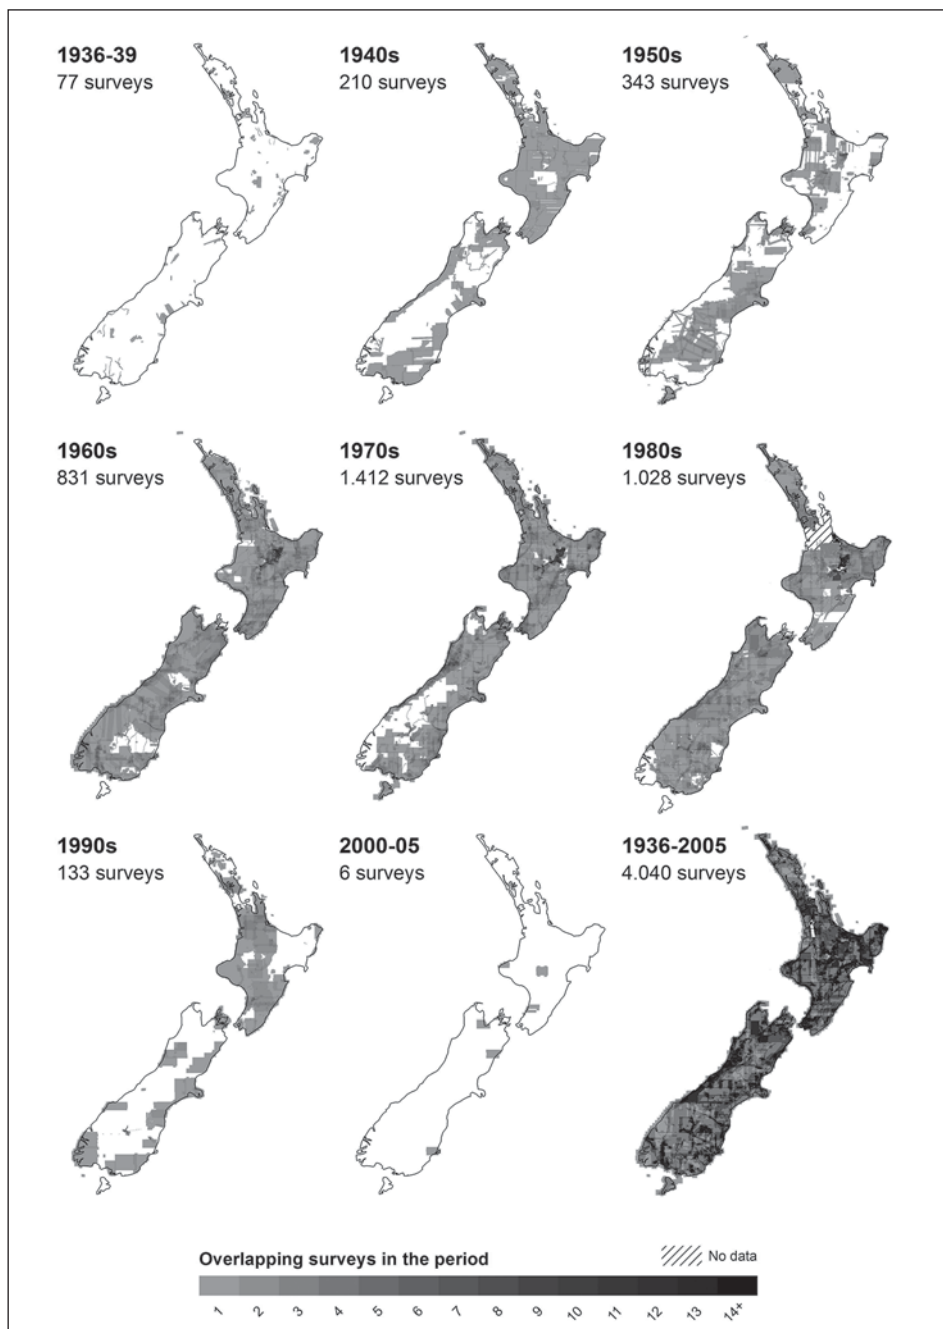 1936-39
77 surveys
1940s
210 surveys
1950s
343 surveys
1960s
831 surveys
1970s
1.412 surveys
1980s
1.028 surveys
1990s
133 surveys
2000-05
6 surveys
1936-2005
4.040 surveys
Overlapping surveys in the period
No data
1 2 3 4 5 6 7 8 9 10 11 12 13 14+